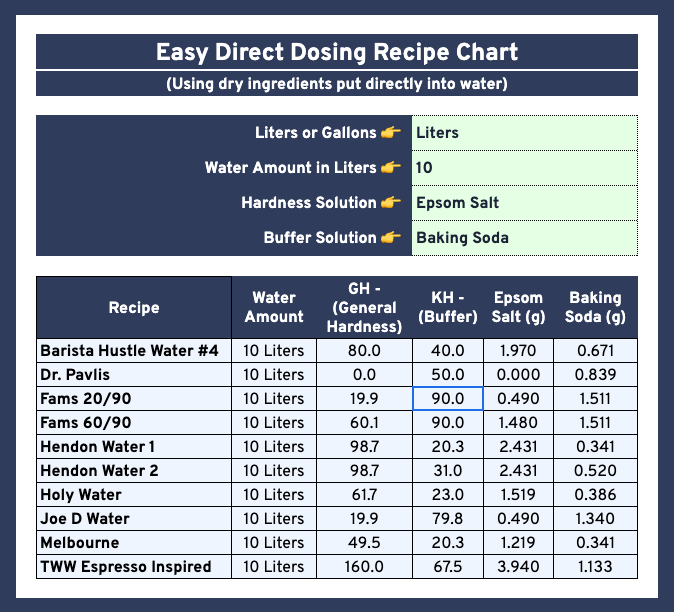 Easy Direct Dosing Recipe Chart
(Using dry ingredients put directly into water)
Liters or Gallons 👉 Liters
Water Amount in Liters 👉 10
Hardness Solution 👉 Epsom Salt
Buffer Solution 👉 Baking Soda
Recipe
Water
Amount
GH -
(General
Hardness)
KH -
(Buffer)
Epsom
Salt (g)
Baking
Soda (g)
Barista Hustle Water #4 10 Liters 80.0 40.0 1.970 0.671
Dr. Pavlis 10 Liters 0.0 50.0 0.000 0.839
Fams 20/90 10 Liters 19.9 90.0 0.490 1.511
Fams 60/90 10 Liters 60.1 90.0 1.480 1.511
Hendon Water 1 10 Liters 98.7 20.3 2.431 0.341
Hendon Water 2 10 Liters 98.7 31.0 2.431 0.520
Holy Water 10 Liters 61.7 23.0 1.519 0.386
Joe D Water 10 Liters 19.9 79.8 0.490 1.340
Melbourne 10 Liters 49.5 20.3 1.219 0.341
TWW Espresso Inspired 10 Liters 160.0 67.5 3.940 1.133